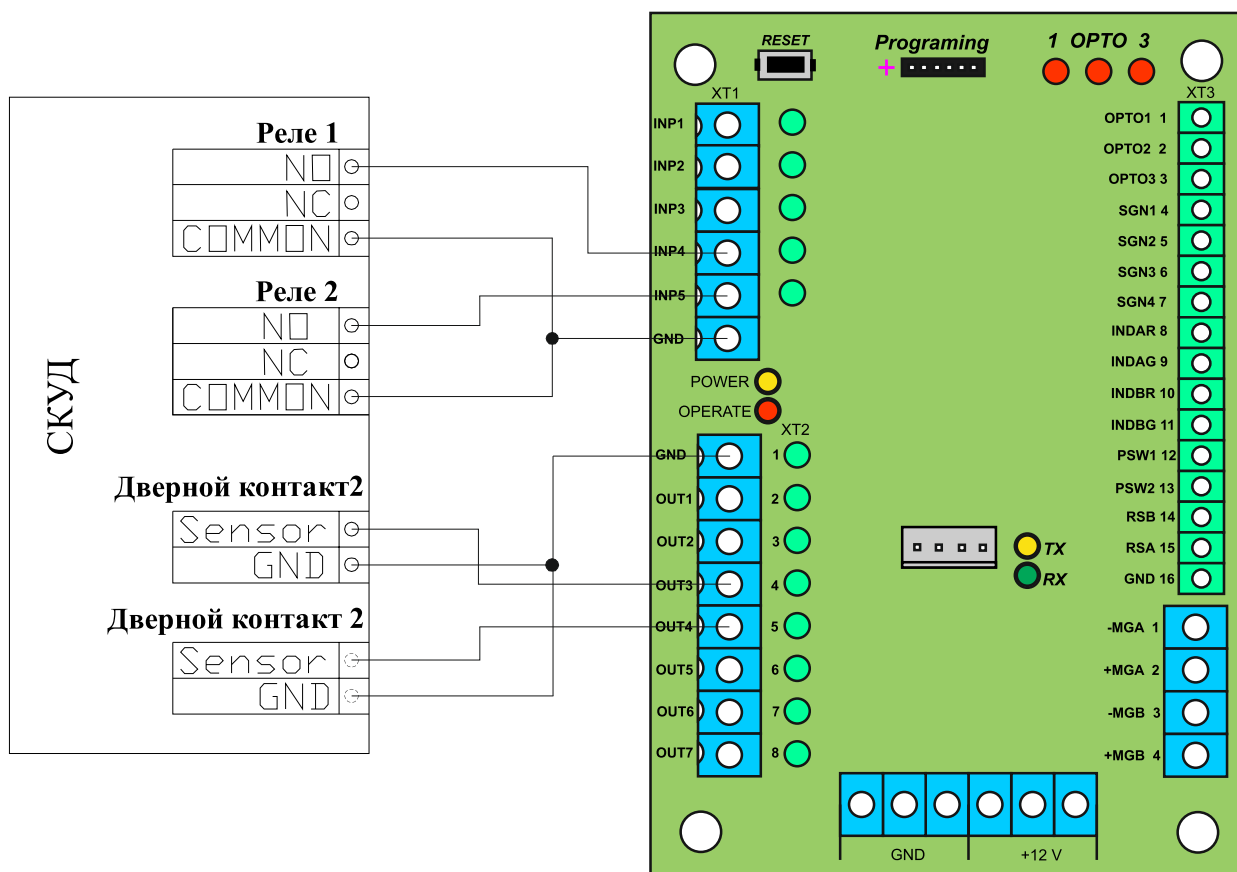 СКУД
Реле 1
NO
NC
COMMON
Реле 2
NO
NC
COMMON
Дверной контакт2
Sensor
GND
Дверной контакт 2
Sensor
GND
RESET
Programing
+
1 OPTO 3
XT1
INP1
INP2
INP3
INP4
INP5
GND
POWER
OPERATE
XT2
GND 1
OUT1 2
OUT2 3
OUT3 4
OUT4 5
OUT5 6
OUT6 7
OUT7 8
TX
RX
XT3
OPTO1 1
OPTO2 2
OPTO3 3
SGN1 4
SGN2 5
SGN3 6
SGN4 7
INDAR 8
INDAG 9
INDBR 10
INDBG 11
PSW1 12
PSW2 13
RSB 14
RSA 15
GND 16
-MGA 1
+MGA 2
-MGB 3
+MGB 4
GND
+12 V